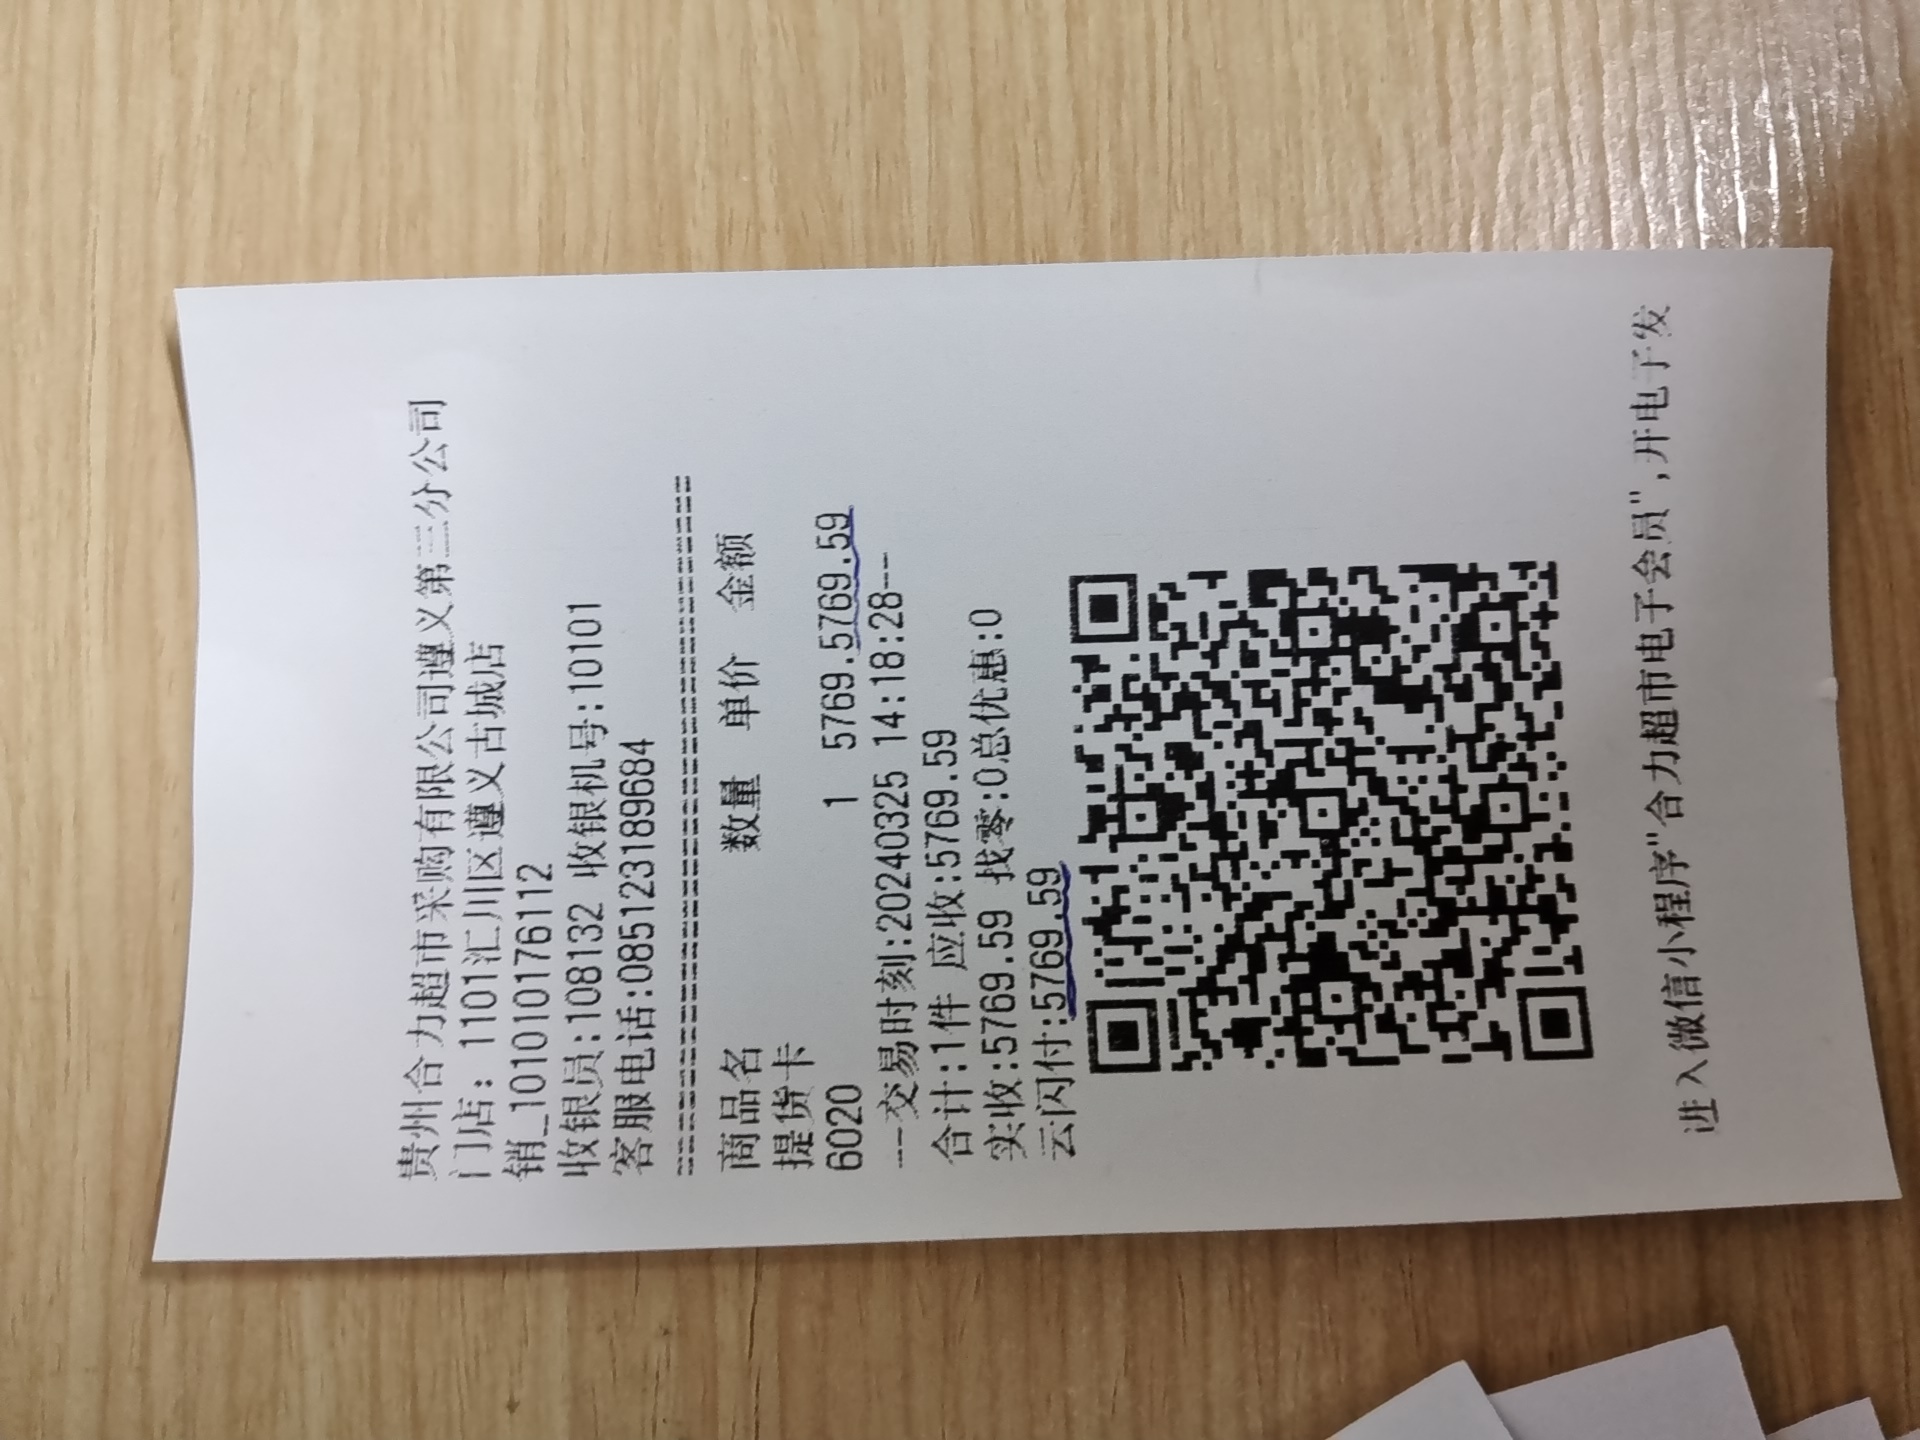 贵州合力超市采购有限公司遵义第三分公司
门店：1101汇川区遵义古城店
销_101010176112
收银员:108132 收银机号:10101
客服电话:085123189684
商品名 数量 单价 金额
提货卡
6020 1 5769.5769.59
--交易时刻:20240325 14:18:28--
合计:1件 应收:5769.59
实收:5769.59 找零:0总优惠:0
云闪付:5769.59
进入微信小程序"合力超市电子会员",开电子发